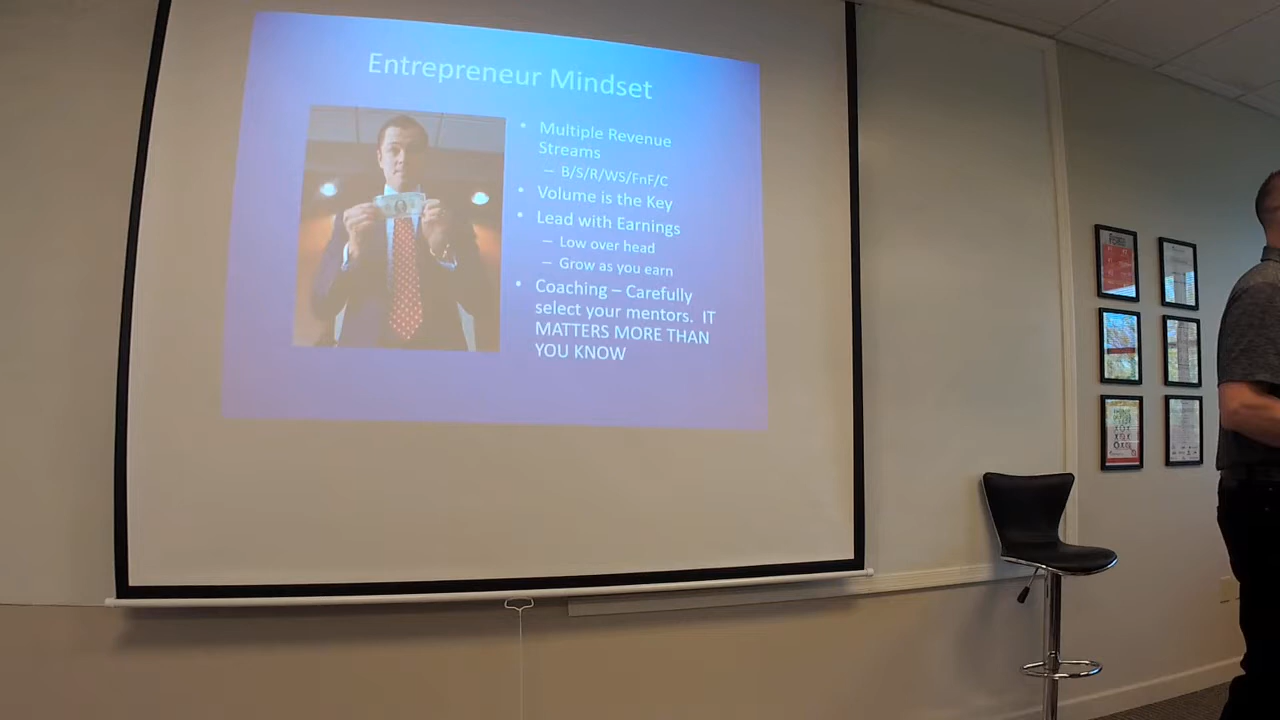 Entrepreneur Mindset
• Multiple Revenue
Streams
– B/S/R/WS/FnF/C
• Volume is the Key
• Lead with Earnings
– Low over head
– Grow as you earn
• Coaching – Carefully
select your mentors. IT
MATTERS MORE THAN
YOU KNOW